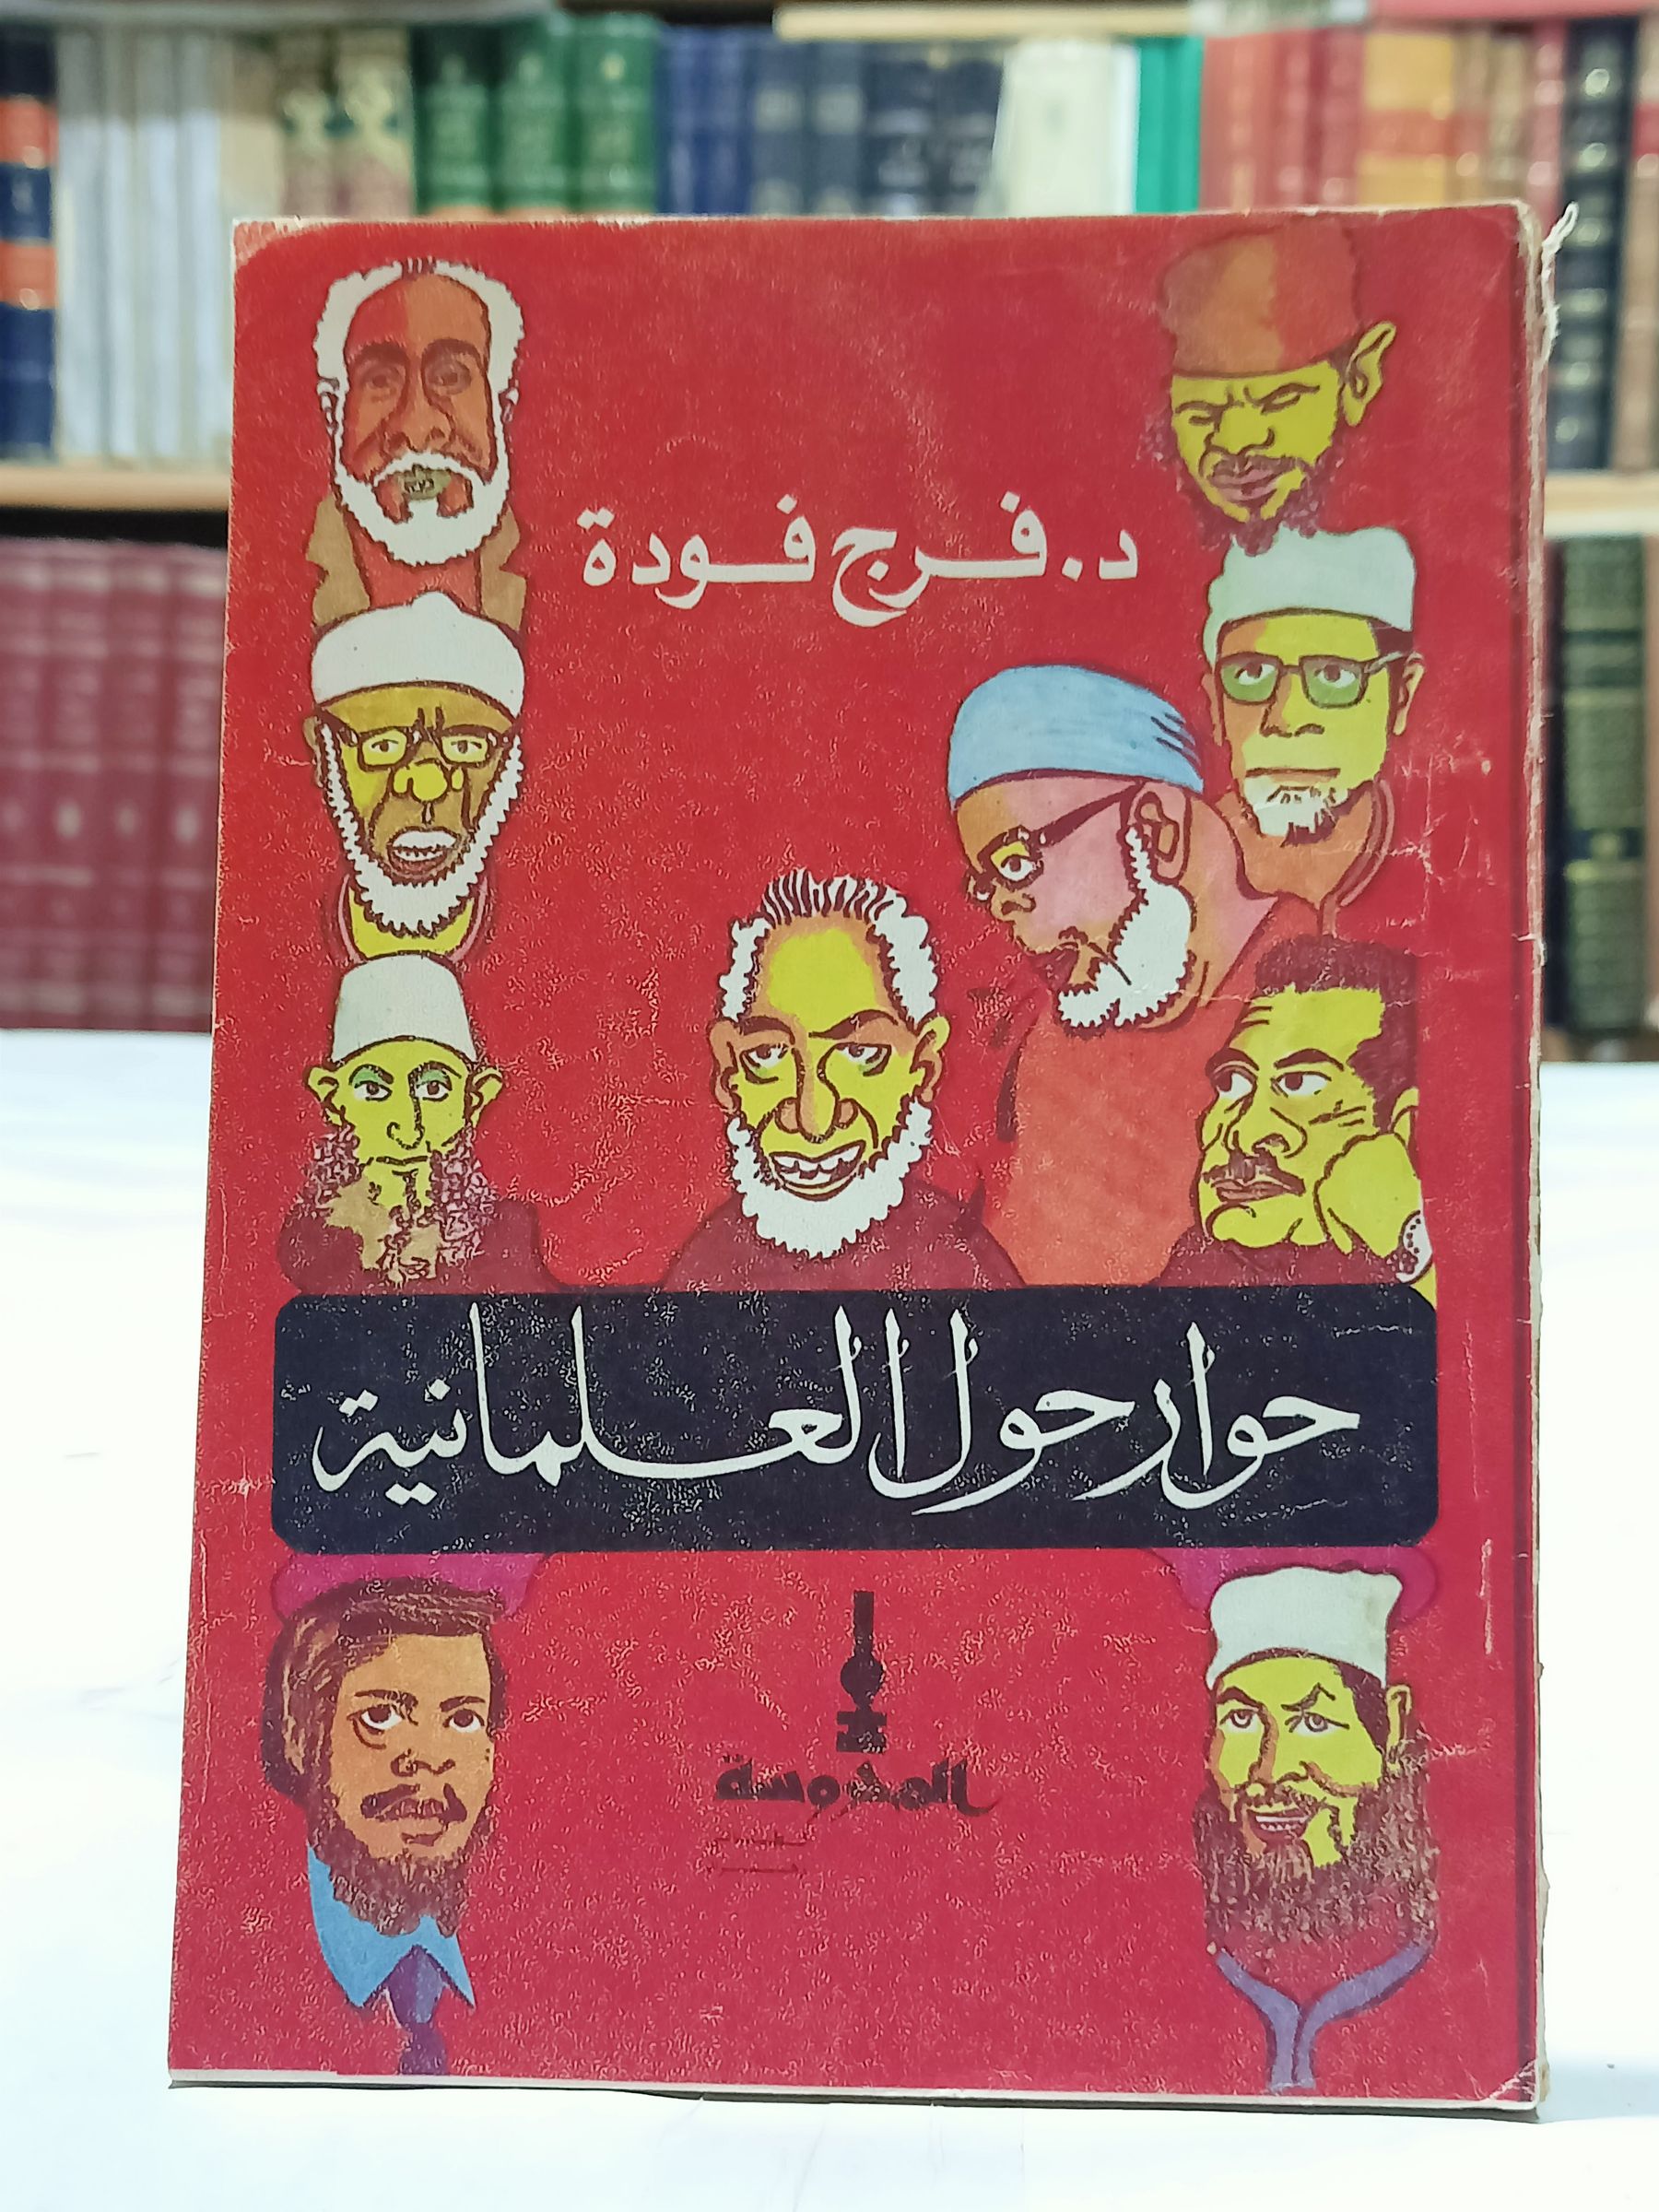 د. فرج فودة
حوار حول العلمانية
المحروسة